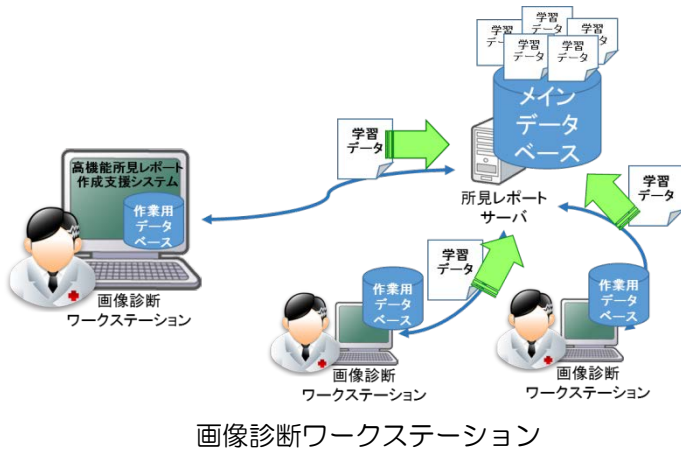 学習
データ
学習
デー
学習
データ
学習
データ
学習
データ
メイン
データ
ベース
学習
データ
高機能所見レポート
作成支援システム
作業用
データ
ベース
所見レポート
サーバ
学習
データ
学習
データ
画像診断
ワークステーション
作業用
データ
ベース
作業用
データ
ベース
画像診断
ワークステーション
画像診断
ワークステーション
画像診断ワークステーション